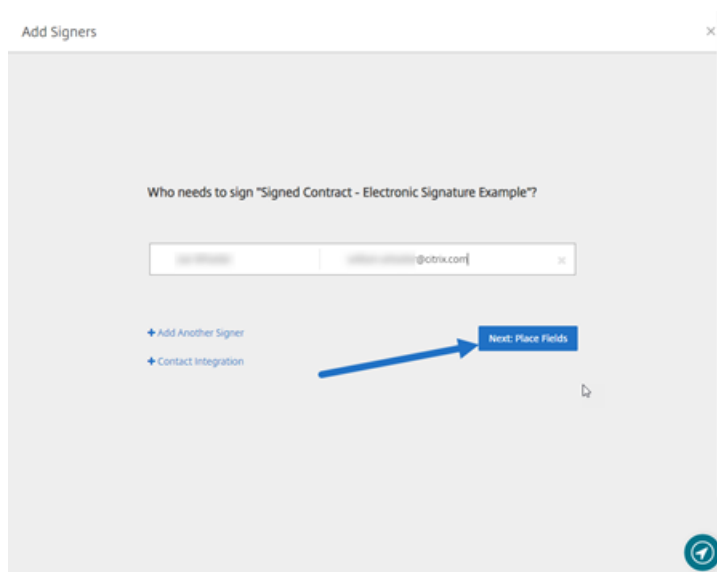 Add Signers
Who needs to sign "Signed Contract - Electronic Signature Example"?
@citrix.com
+ Add Another Signer
Next: Place Fields
+ Contact Integration